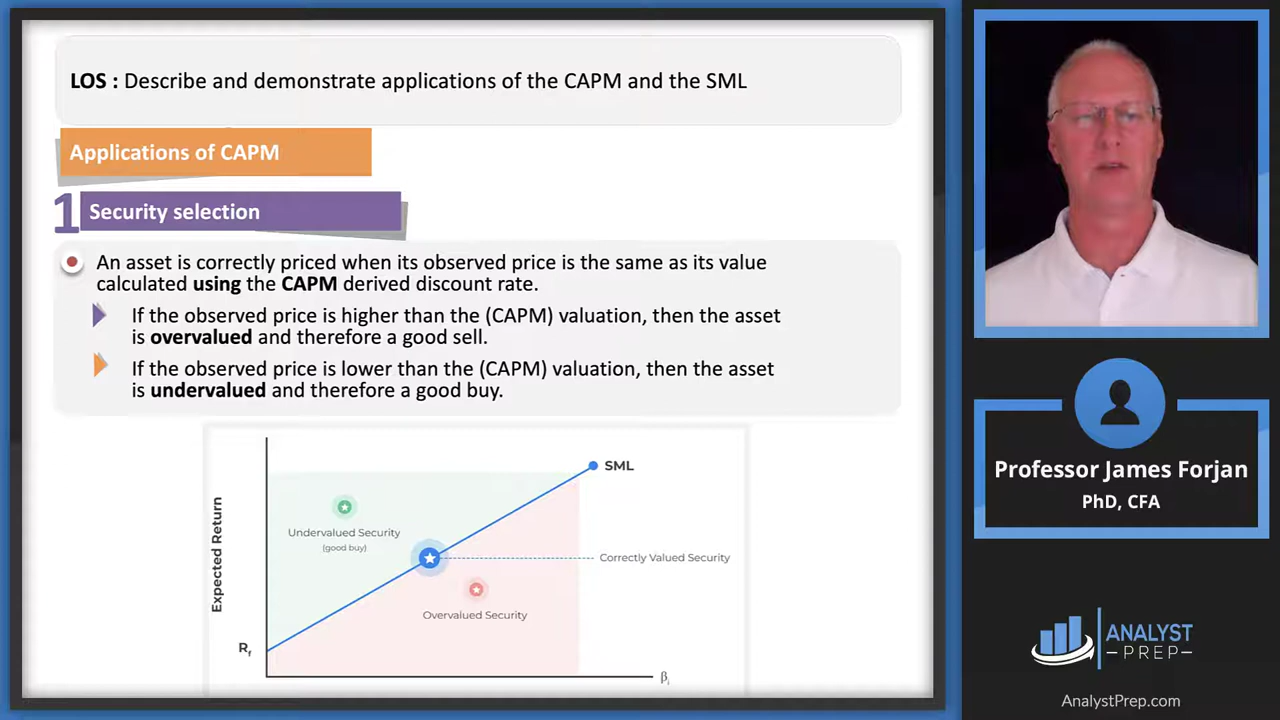 LOS : Describe and demonstrate applications of the CAPM and the SML
Applications of CAPM
1 Security selection
An asset is correctly priced when its observed price is the same as its value
calculated using the CAPM derived discount rate.
If the observed price is higher than the (CAPM) valuation, then the asset
is overvalued and therefore a good sell.
If the observed price is lower than the (CAPM) valuation, then the asset
is undervalued and therefore a good buy.
SML
Expected Return
Undervalued Security
(good buy)
Correctly Valued Security
Overvalued Security
Rf
βi
Professor James Forjan
PhD, CFA
ANALYST
PREP
AnalystPrep.com